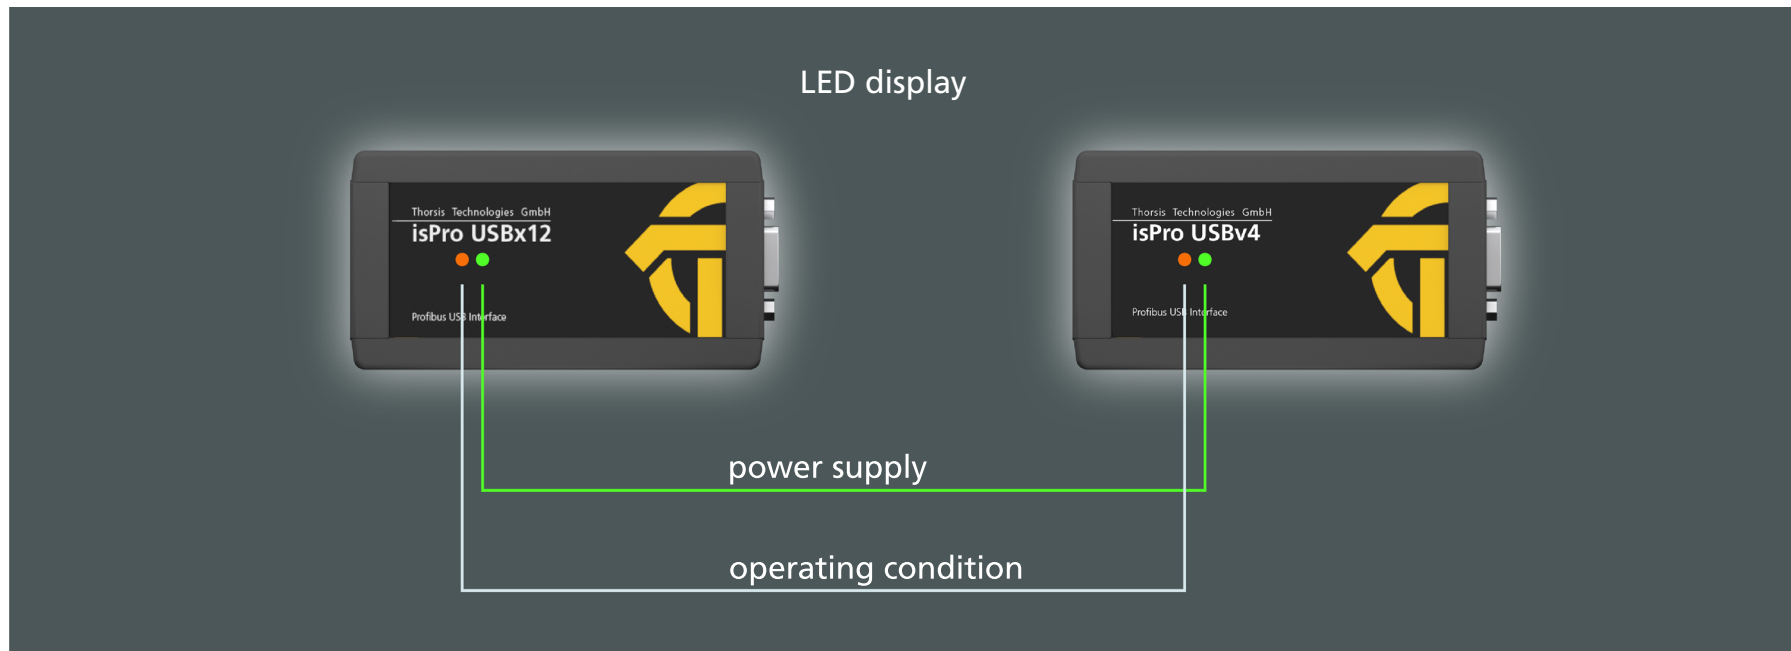 LED display
Thorsis Technologies GmbH
isPro USBx12
Profibus USB Interface
Thorsis Technologies GmbH
isPro USBv4
Profibus USB Interface
power supply
operating condition